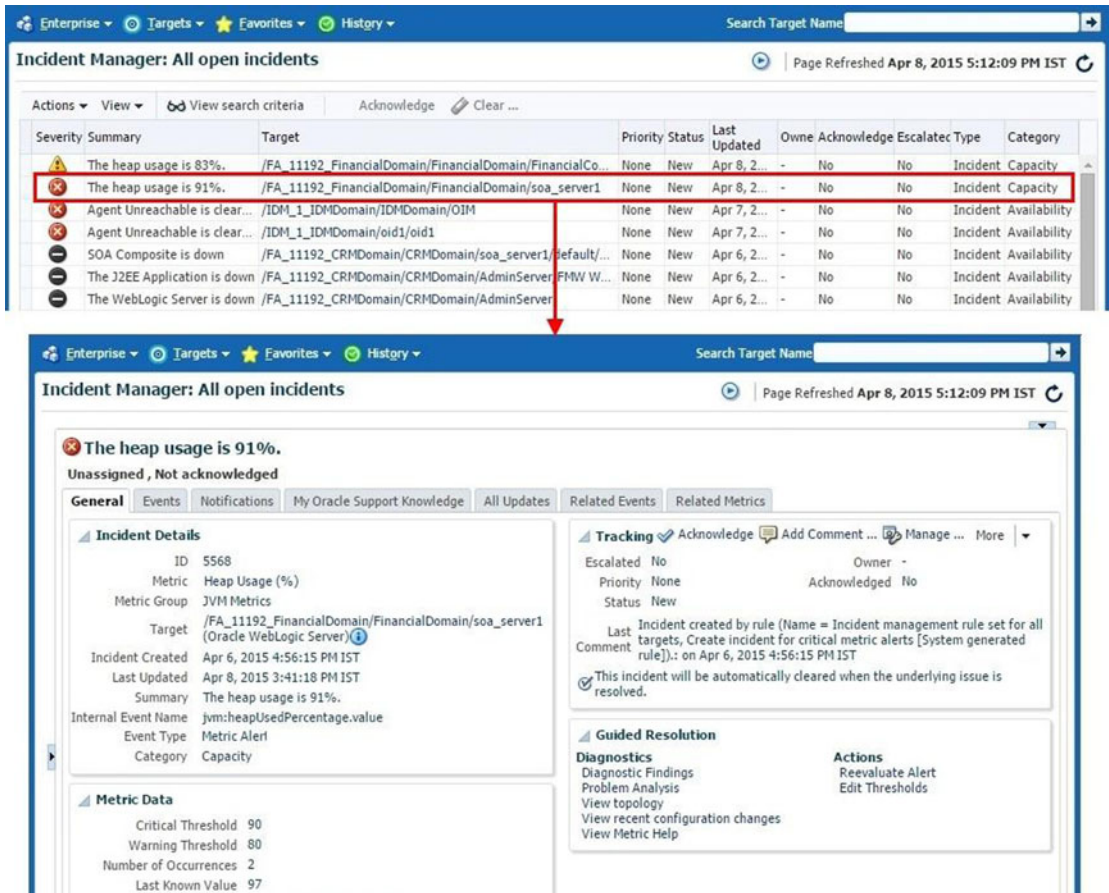 Enterprise Targets Favorites History Search Target Name
Incident Manager: All open incidents Page Refreshed Apr 8, 2015 5:12:09 PM IST
Actions View View search criteria Acknowledge Clear ...
Severity Summary Target Priority Status Last Updated Owne Acknowledge Escalatec Type Category
The heap usage is 83%. /FA_11192_FinancialDomain/FinancialDomain/FinancialCo... None New Apr 8, 2... - No No Incident Capacity
The heap usage is 91%. /FA_11192_FinancialDomain/FinancialDomain/soa_server1 None New Apr 8, 2... - No No Incident Capacity
Agent Unreachable is clear... /IDM_1_IDMDomain/IDMDomain/OIM None New Apr 7, 2... - No No Incident Availability
Agent Unreachable is clear... /IDM_1_IDMDomain/oid1/oid1 None New Apr 7, 2... - No No Incident Availability
SOA Composite is down /FA_11192_CRMDomain/CRMDomain/soa_server1/default/... None New Apr 6, 2... - No No Incident Availability
The J2EE Application is down /FA_11192_CRMDomain/CRMDomain/AdminServer/FMW W... None New Apr 6, 2... - No No Incident Availability
The WebLogic Server is down /FA_11192_CRMDomain/CRMDomain/AdminServer None New Apr 6, 2... - No No Incident Availability
Enterprise Targets Favorites History Search Target Name
Incident Manager: All open incidents Page Refreshed Apr 8, 2015 5:12:09 PM IST
The heap usage is 91%.
Unassigned , Not acknowledged
General Events Notifications My Oracle Support Knowledge All Updates Related Events Related Metrics
Incident Details
ID 5568
Metric Heap Usage (%)
Metric Group JVM Metrics
Target /FA_11192_FinancialDomain/FinancialDomain/soa_server1
(Oracle WebLogic Server)
Incident Created Apr 6, 2015 4:56:15 PM IST
Last Updated Apr 8, 2015 3:41:18 PM IST
Summary The heap usage is 91%.
Internal Event Name jvm:heapUsedPercentage.value
Event Type Metric Alert
Category Capacity
Metric Data
Critical Threshold 90
Warning Threshold 80
Number of Occurrences 2
Last Known Value 97
Tracking Acknowledge Add Comment ... Manage ... More
Escalated No Owner -
Priority None Acknowledged No
Status New
Last Comment Incident created by rule (Name = Incident management rule set for all
targets, Create incident for critical metric alerts [System generated
rule]).: on Apr 6, 2015 4:56:15 PM IST
This incident will be automatically cleared when the underlying issue is
resolved.
Guided Resolution
Diagnostics Actions
Diagnostic Findings Reevaluate Alert
Problem Analysis Edit Thresholds
View topology
View recent configuration changes
View Metric Help